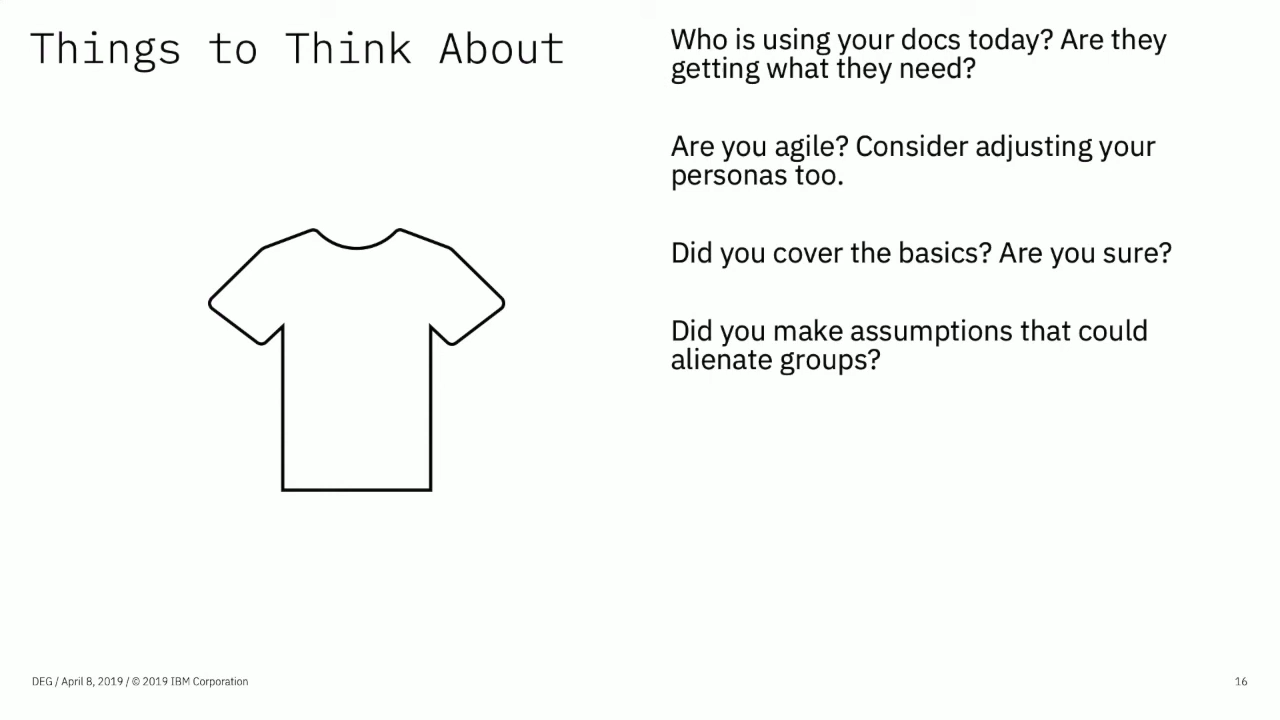 Things to Think About
Who is using your docs today? Are they
getting what they need?
Are you agile? Consider adjusting your
personas too.
Did you cover the basics? Are you sure?
Did you make assumptions that could
alienate groups?
DEG / April 8, 2019 / © 2019 IBM Corporation
16